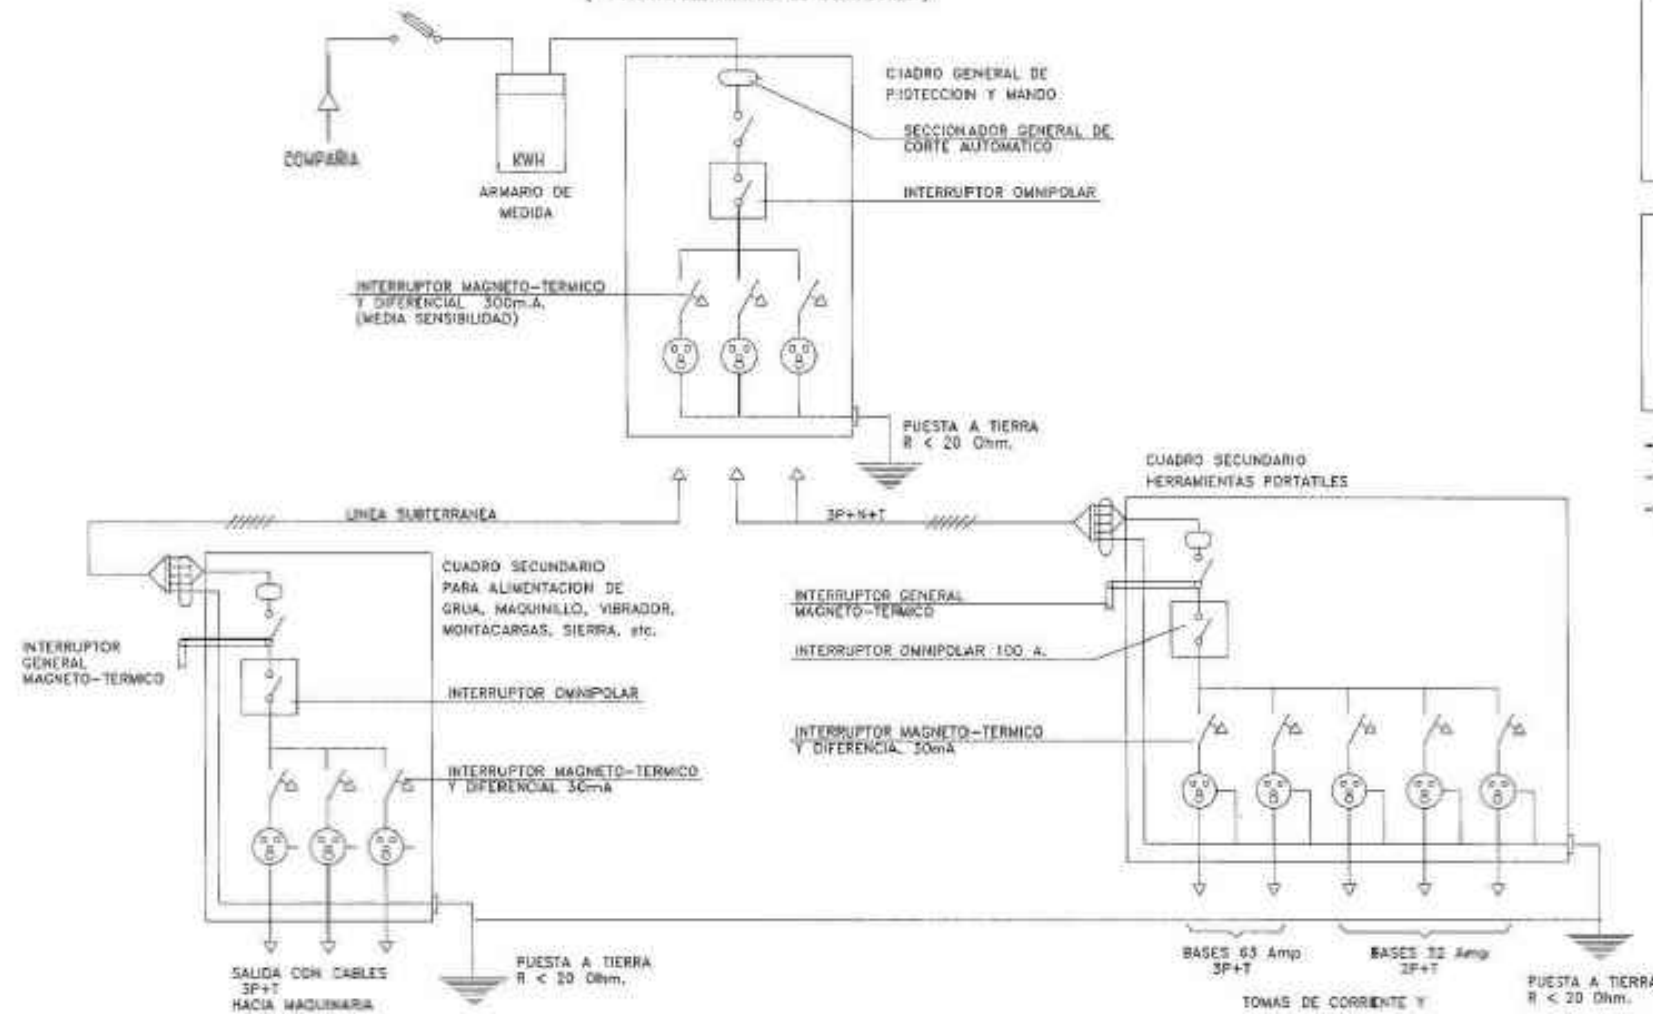 COMPAÑIA
KWH
ARMARIO DE
MEDIDA
CUADRO GENERAL DE
PROTECCION Y MANDO
SECCIONADOR GENERAL DE
CORTE AUTOMATICO
INTERRUPTOR OMNIPOLAR
INTERRUPTOR MAGNETO-TERMICO
Y DIFERENCIAL 300m.A.
(MEDIA SENSIBILIDAD)
PUESTA A TIERRA
R < 20 Ohm.
LINEA SUBTERRANEA
3P+N+T
CUADRO SECUNDARIO
HERRAMIENTAS PORTATILES
CUADRO SECUNDARIO
PARA ALIMENTACION DE
GRUA, MAQUINILLO, VIBRADOR,
MONTACARGAS, SIERRA, etc.
INTERRUPTOR
GENERAL
MAGNETO-TERMICO
INTERRUPTOR OMNIPOLAR
INTERRUPTOR MAGNETO-TERMICO
Y DIFERENCIAL 30mA
INTERRUPTOR GENERAL
MAGNETO-TERMICO
INTERRUPTOR OMNIPOLAR 100 A.
INTERRUPTOR MAGNETO-TERMICO
Y DIFERENCIA. 30mA
SALIDA CON CABLES
3P+T
HACIA MAQUINARIA
PUESTA A TIERRA
R < 20 Ohm.
BASES 63 Amp
3P+T
BASES 32 Amp
2P+T
TOMAS DE CORRIENTE Y
PUESTA A TIERRA
R < 20 Ohm.